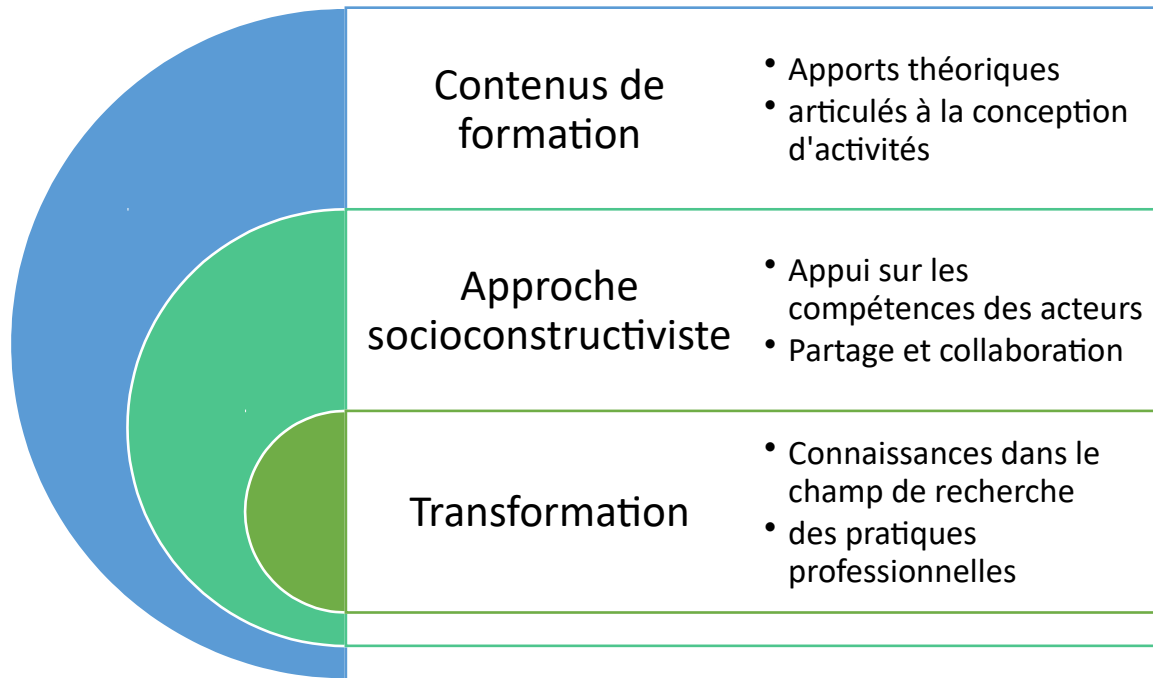 Contenus de
formation
• Apports théoriques
• articulés à la conception
d'activités
Approche
socioconstructiviste
• Appui sur les
compétences des acteurs
• Partage et collaboration
Transformation
• Connaissances dans le
champ de recherche
• des pratiques
professionnelles